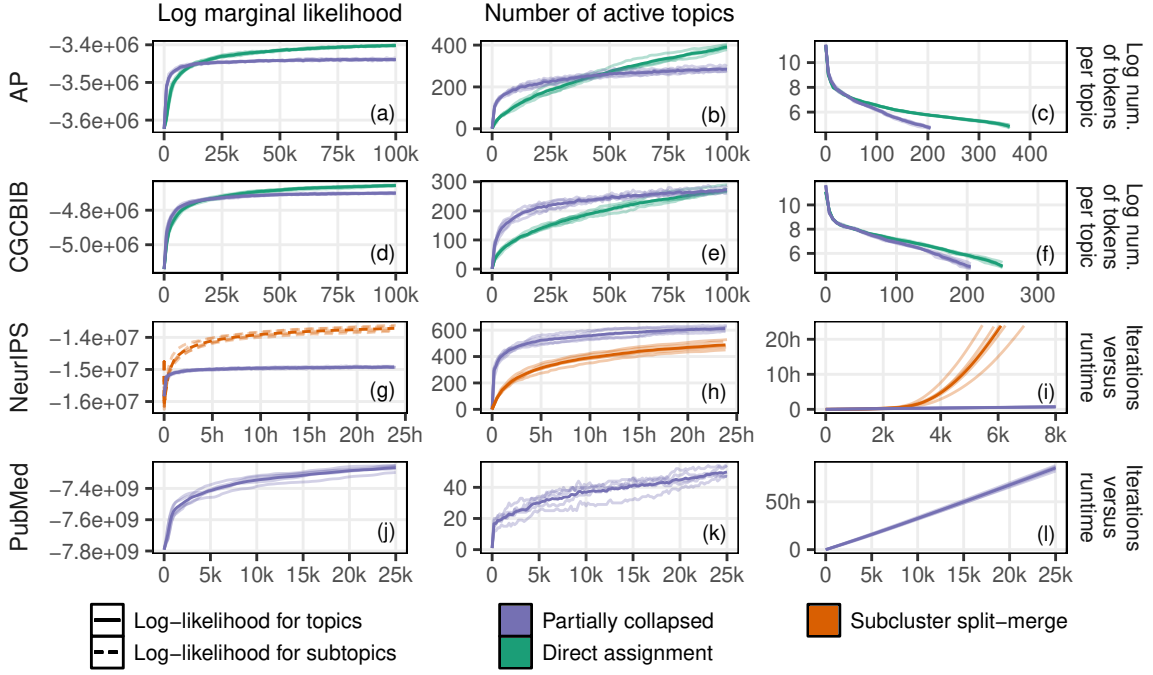 Log marginal likelihood
Number of active topics
AP
−3.4e+06
−3.5e+06
−3.6e+06
(a)
0 25k 50k 75k 100k
400
200
0
(b)
0 25k 50k 75k 100k
10
8
6
(c)
0 100 200 300 400
Log num.
of tokens
per topic
CGCBIB
−4.8e+06
−5.0e+06
(d)
0 25k 50k 75k 100k
300
200
100
0
(e)
0 25k 50k 75k 100k
10
8
6
(f)
0 100 200 300
Log num.
of tokens
per topic
NeurIPS
−1.4e+07
−1.5e+07
−1.6e+07
(g)
0 5h 10h 15h 20h 25h
600
400
200
0
(h)
0 5h 10h 15h 20h 25h
20h
10h
0
(i)
0 2k 4k 6k 8k
Iterations
versus
runtime
PubMed
−7.4e+09
−7.6e+09
−7.8e+09
(j)
0 5k 10k 15k 20k 25k
40
20
0
(k)
0 5k 10k 15k 20k 25k
50h
0
(l)
0 5k 10k 15k 20k 25k
Iterations
versus
runtime
Log−likelihood for topics
Log−likelihood for subtopics
Partially collapsed
Direct assignment
Subcluster split−merge